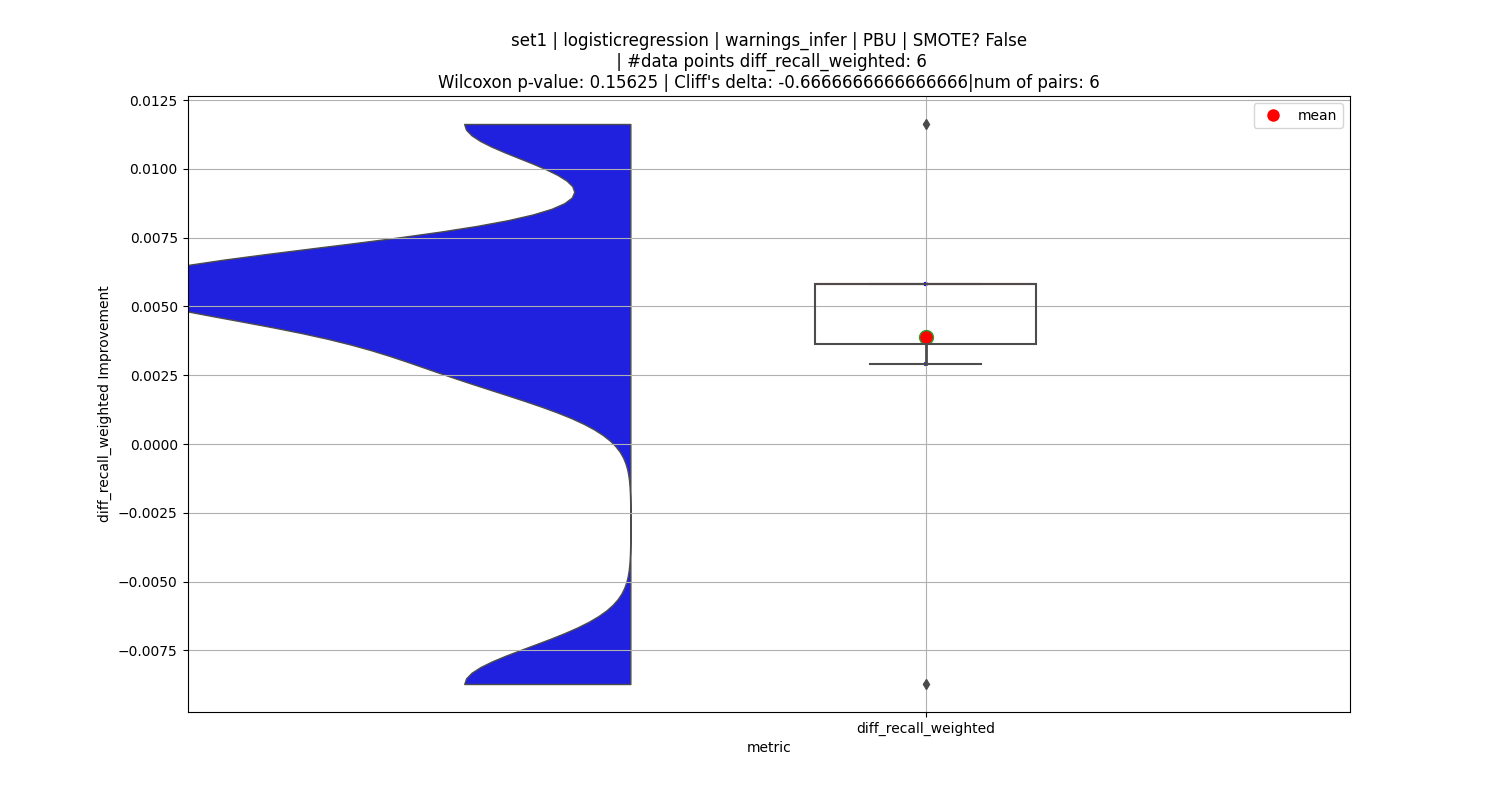 set1 | logisticregression | warnings_infer | PBU | SMOTE? False
| #data points diff_recall_weighted: 6
Wilcoxon p-value: 0.15625 | Cliff's delta: -0.6666666666666666|num of pairs: 6
mean
0.0125
0.0100
0.0075
0.0050
0.0025
0.0000
−0.0025
−0.0050
−0.0075
diff_recall_weighted Improvement
diff_recall_weighted
metric